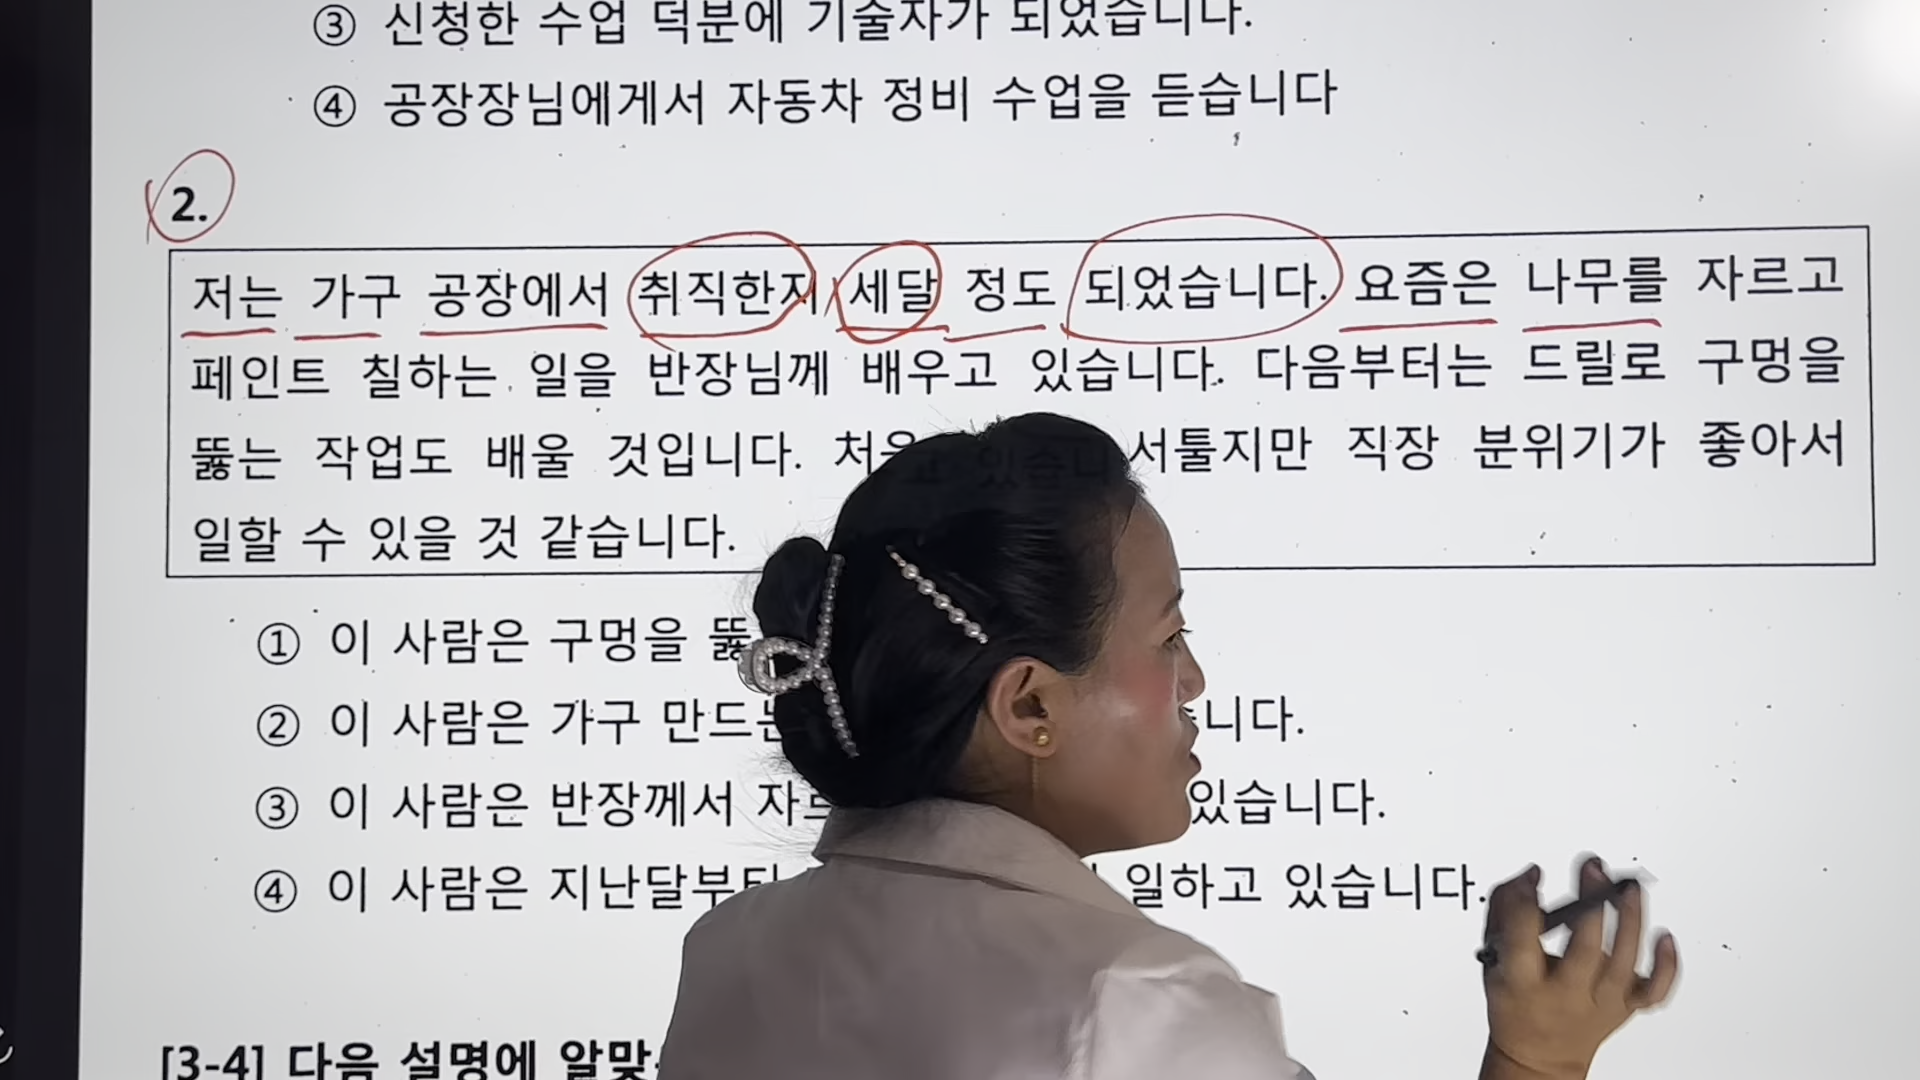 ③ 신청한 수업 덕분에 기술자가 되었습니다.
④ 공장장님에게서 자동차 정비 수업을 듣습니다
2.
저는 가구 공장에서 취직한지 세달 정도 되었습니다. 요즘은 나무를 자르고
페인트 칠하는 일을 반장님께 배우고 있습니다. 다음부터는 드릴로 구멍을
뚫는 작업도 배울 것입니다. 서툴지만 직장 분위기가 좋아서
일할 수 있을 것 같습니다.
① 이 사람은 구멍을
② 이 사람은 가구
③ 이 사람은 반장께서 있습니다.
④ 이 사람은 지난달부터 일하고 있습니다.
[3-4] 다음 설명에